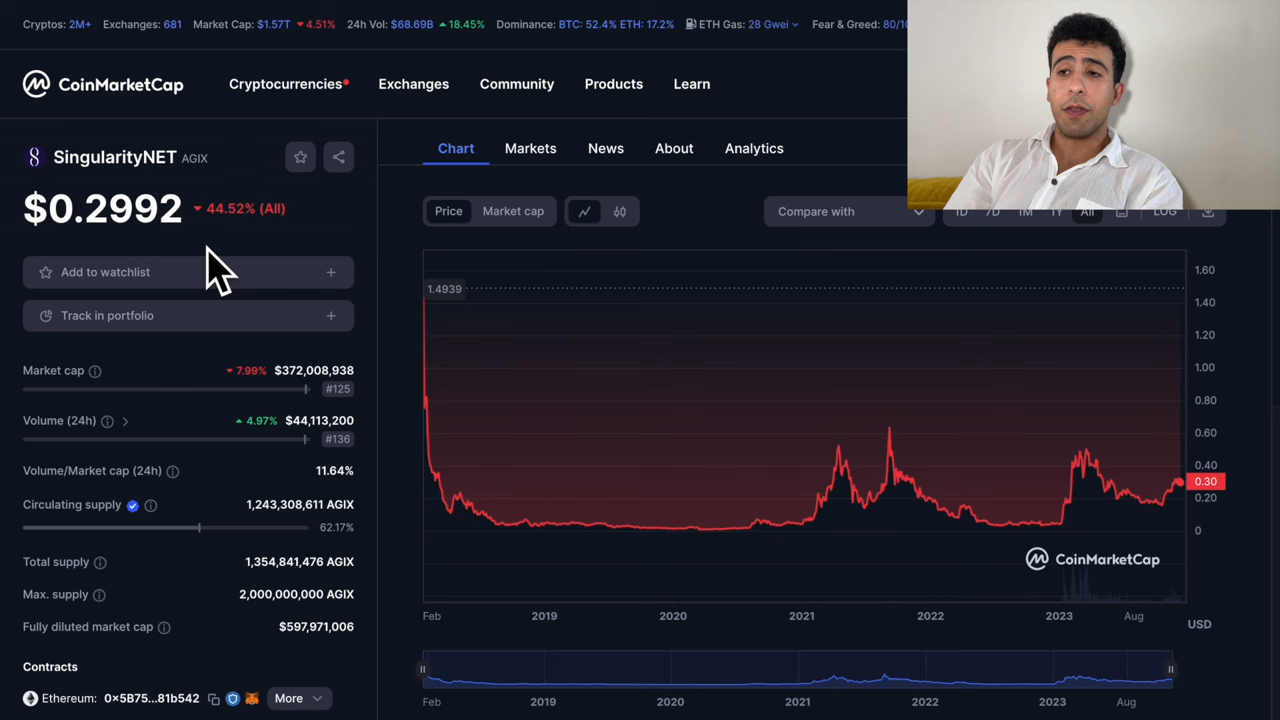 Cryptos: 2M+ Exchanges: 681 Market Cap: $1.57T 4.51% 24h Vol: $68.69B 18.45% Dominance: BTC: 52.4% ETH: 17.2% ETH Gas: 28 Gwei Fear & Greed:
CoinMarketCap Cryptocurrencies Exchanges Community Products Learn
SingularityNET AGIX
$0.2992 44.52% (All)
Add to watchlist
Track in portfolio
Market cap 7.99% $372,008,938
#125
Volume (24h) 4.97% $44,113,200
#136
Volume/Market cap (24h) 11.64%
Circulating supply 1,243,308,611 AGIX
62.17%
Total supply 1,354,841,476 AGIX
Max. supply 2,000,000,000 AGIX
Fully diluted market cap $597,971,006
Contracts
Ethereum: 0x5B75...81b542 More
Chart Markets News About Analytics
Price Market cap Compare with 1D 7D 1M 1Y All LOG
1.4939
1.60
1.40
1.20
1.00
0.80
0.60
0.40
0.30
0.20
0
CoinMarketCap
Feb 2019 2020 2021 2022 2023 Aug
USD
2019 2020 2021 2022 2023 Aug